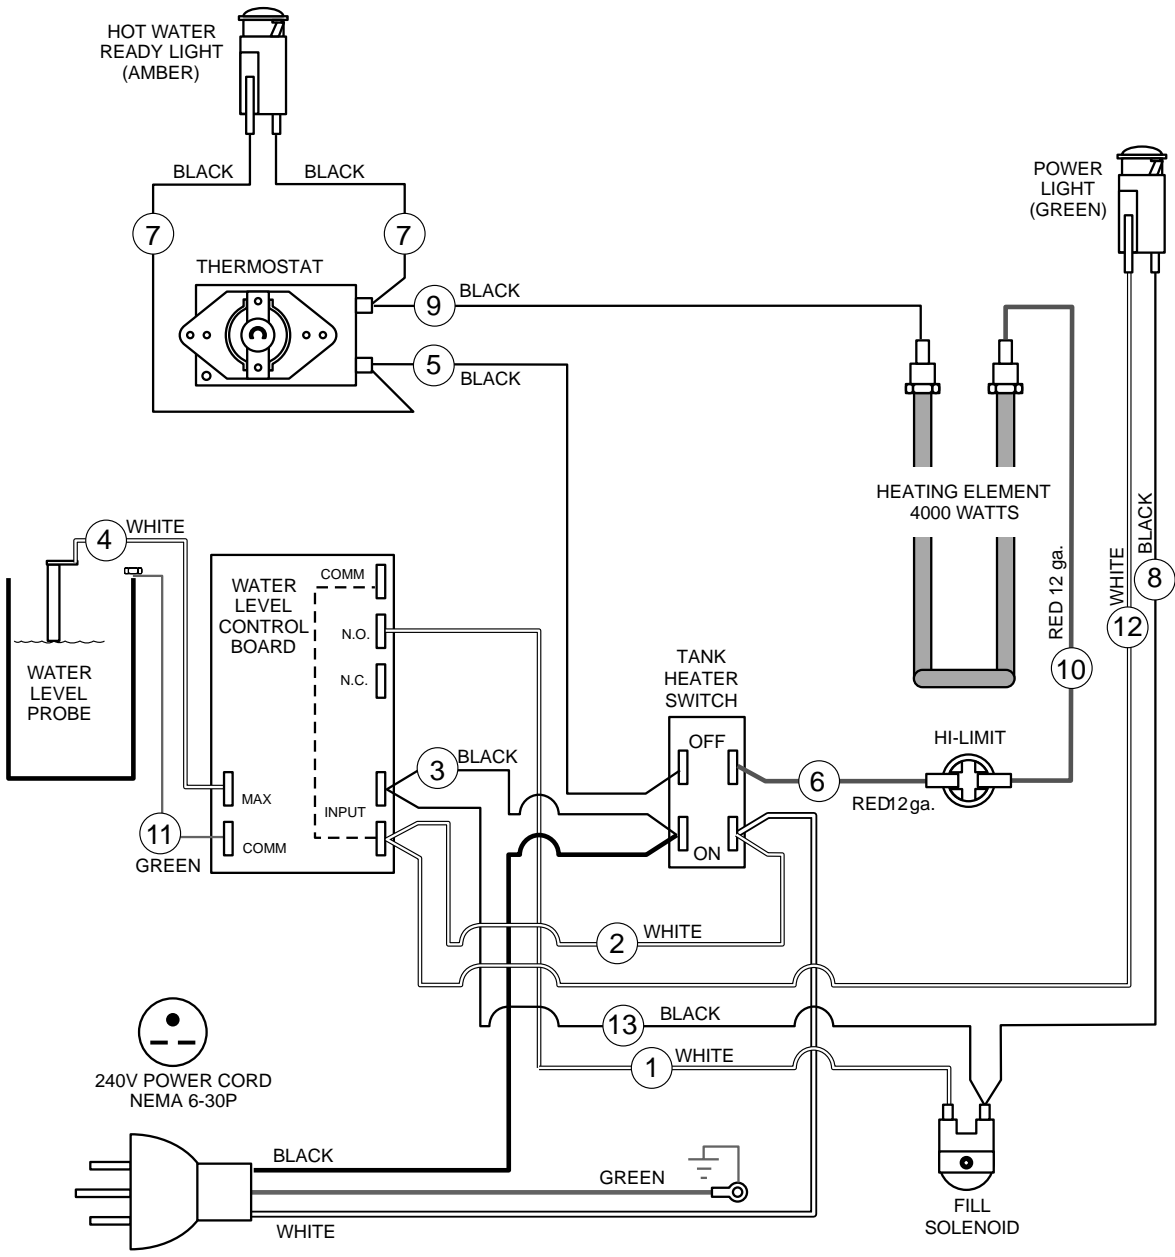 HOT WATER
READY LIGHT
(AMBER)
BLACK
BLACK
7
7
POWER
LIGHT
(GREEN)
THERMOSTAT
9
BLACK
5
BLACK
HEATING ELEMENT
4000 WATTS
4
WHITE
WATER
LEVEL
PROBE
11
GREEN
WATER
LEVEL
CONTROL
BOARD
COMM
N.O.
N.C.
MAX
INPUT
COMM
3
BLACK
TANK
HEATER
SWITCH
OFF
ON
6
RED12ga.
HI-LIMIT
RED 12 ga.
10
WHITE
12
BLACK
8
2
WHITE
13
BLACK
1
WHITE
240V POWER CORD
NEMA 6-30P
BLACK
GREEN
WHITE
FILL
SOLENOID